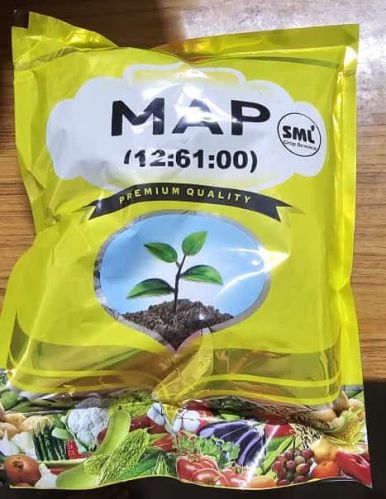 MAP
(12:61:00)
SML
Crop Science
PREMIUM QUALITY